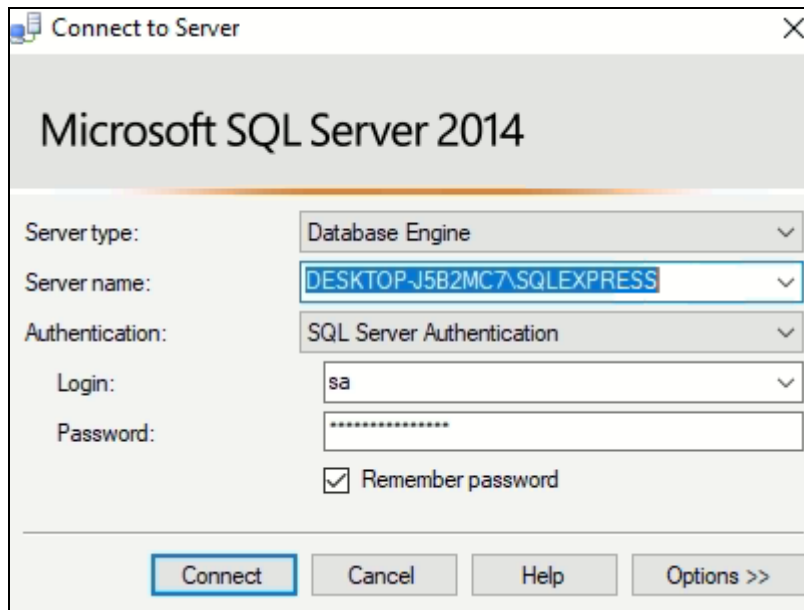 Connect to Server
Microsoft SQL Server 2014
Server type: Database Engine
Server name: DESKTOP-J5B2MC7\SQLEXPRESS
Authentication: SQL Server Authentication
Login: sa
Password: ***************
Remember password
Connect Cancel Help Options >>